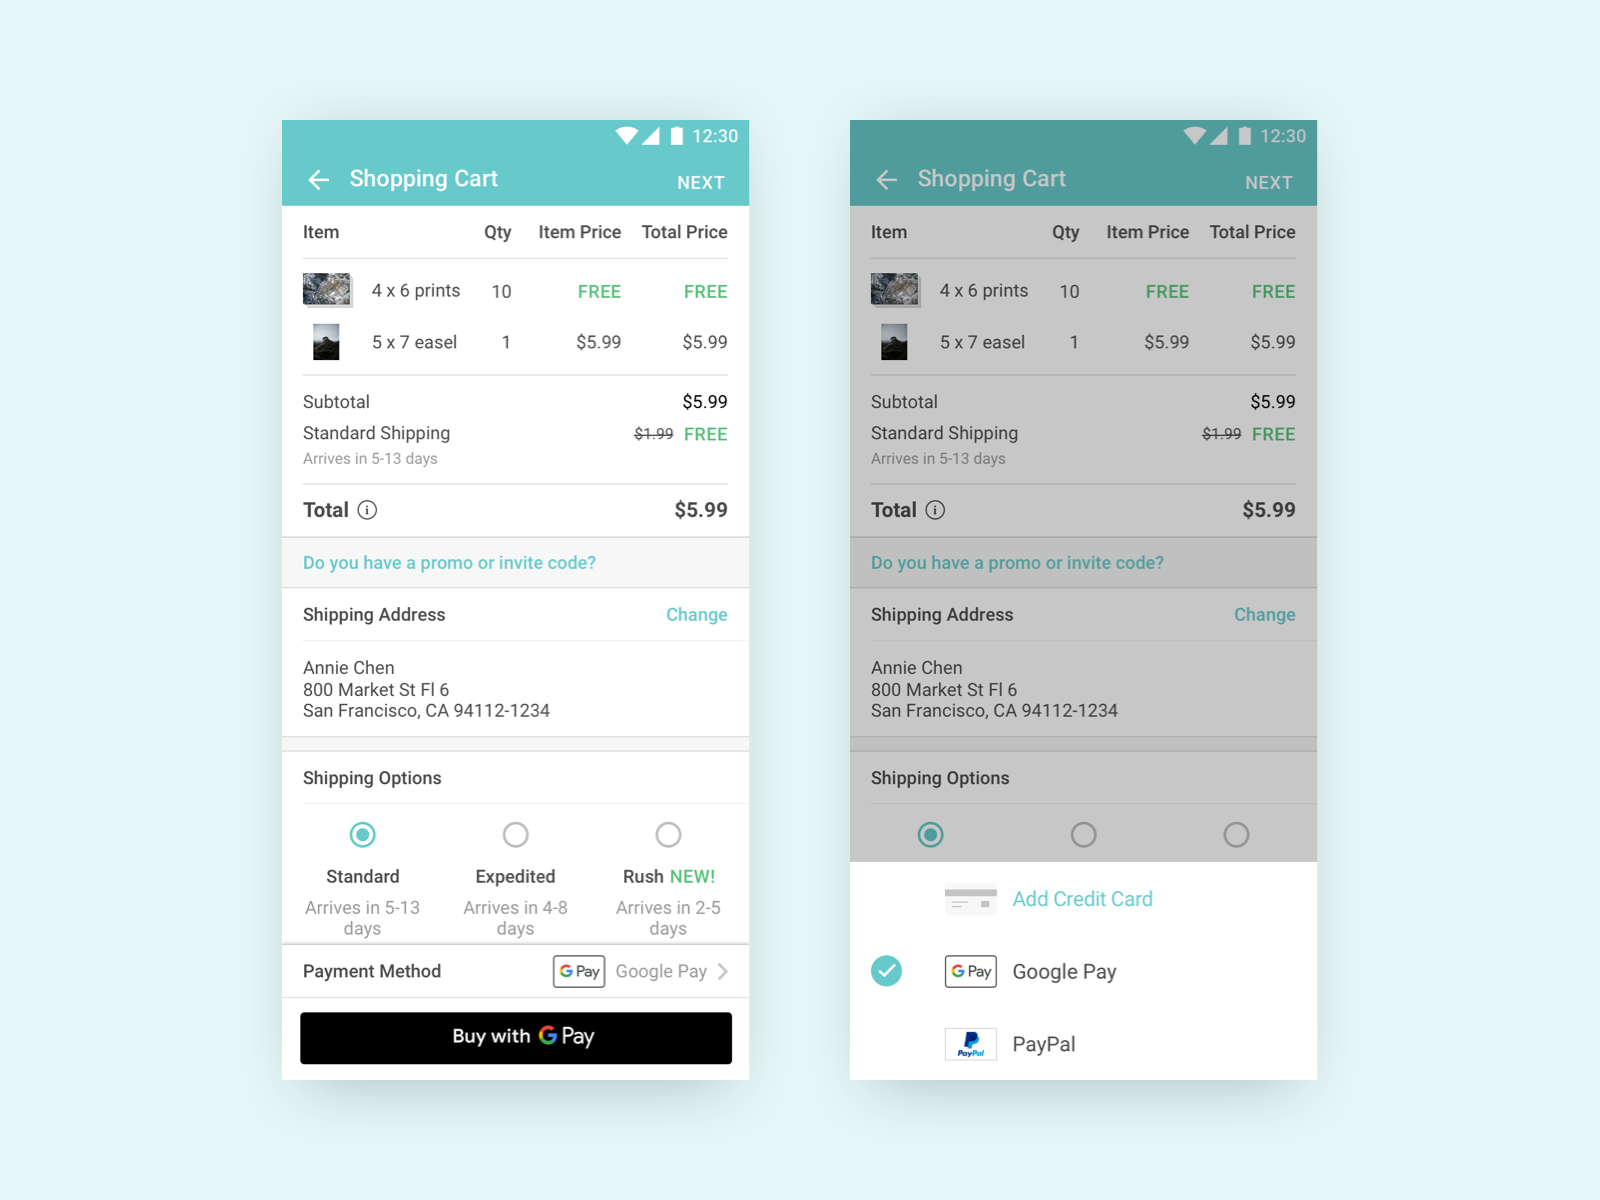 12:30
Shopping Cart NEXT
Item Qty Item Price Total Price
4 x 6 prints 10 FREE FREE
5 x 7 easel 1 $5.99 $5.99
Subtotal $5.99
Standard Shipping $1.99 FREE
Arrives in 5-13 days
Total i $5.99
Do you have a promo or invite code?
Shipping Address Change
Annie Chen
800 Market St Fl 6
San Francisco, CA 94112-1234
Shipping Options
Standard Expedited Rush NEW!
Arrives in 5-13 Arrives in 4-8 Arrives in 2-5
days days days
Payment Method G Pay Google Pay
Buy with G Pay
12:30
Shopping Cart NEXT
Item Qty Item Price Total Price
4 x 6 prints 10 FREE FREE
5 x 7 easel 1 $5.99 $5.99
Subtotal $5.99
Standard Shipping $1.99 FREE
Arrives in 5-13 days
Total i $5.99
Do you have a promo or invite code?
Shipping Address Change
Annie Chen
800 Market St Fl 6
San Francisco, CA 94112-1234
Shipping Options
Add Credit Card
G Pay Google Pay
PayPal PayPal